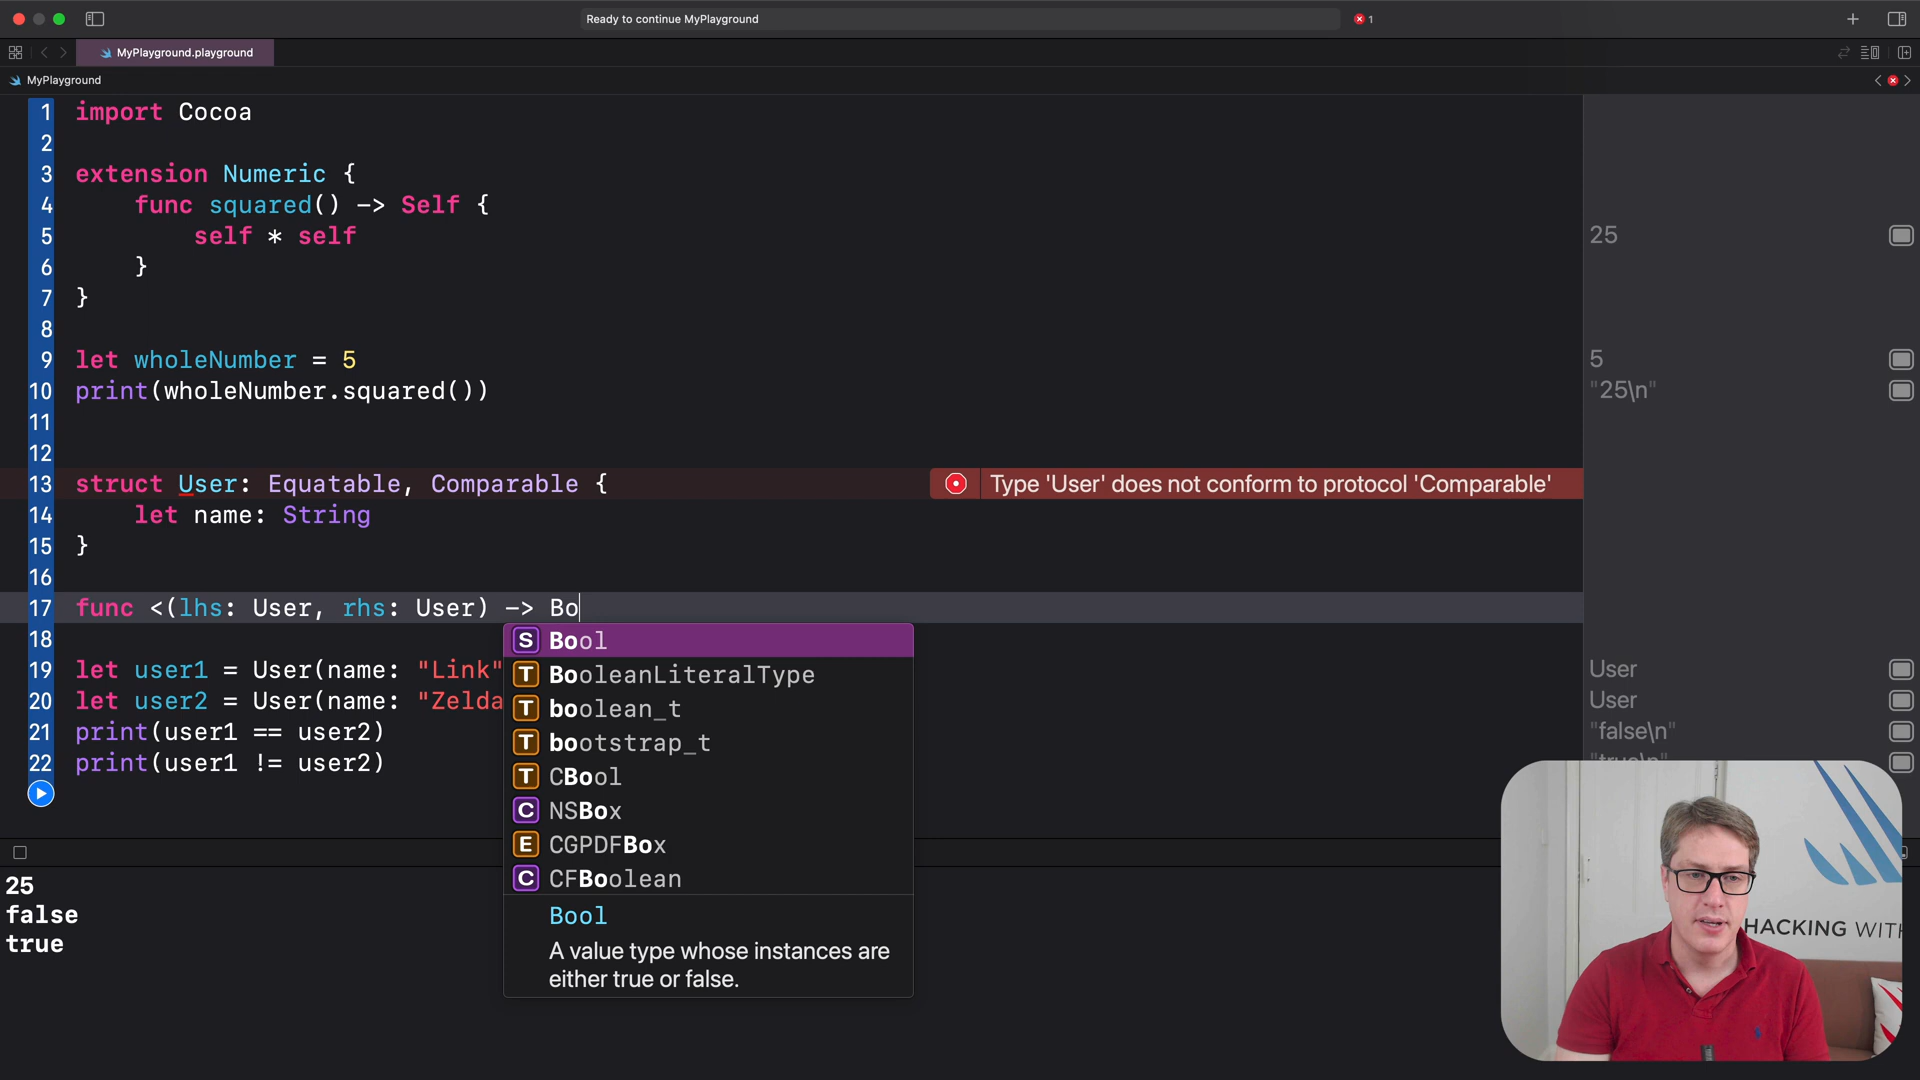 Ready to continue MyPlayground
1
MyPlayground.playground
MyPlayground
1 import Cocoa
2
3 extension Numeric {
4 func squared() -> Self {
5 self * self
25
6 }
7 }
8
9 let wholeNumber = 5
5
10 print(wholeNumber.squared())
"25\n"
11
12
13 struct User: Equatable, Comparable {
Type 'User' does not conform to protocol 'Comparable'
14 let name: String
15 }
16
17 func <(lhs: User, rhs: User) -> Bo
18
19 let user1 = User(name: "Link"
User
20 let user2 = User(name: "Zelda
User
21 print(user1 == user2)
"false\n"
22 print(user1 != user2)
"true\n"
S Bool
T BooleanLiteralType
T boolean_t
T bootstrap_t
T CBool
C NSBox
E CGPDFBox
C CFBoolean
Bool
A value type whose instances are
either true or false.
25
false
true
HACKING WITH